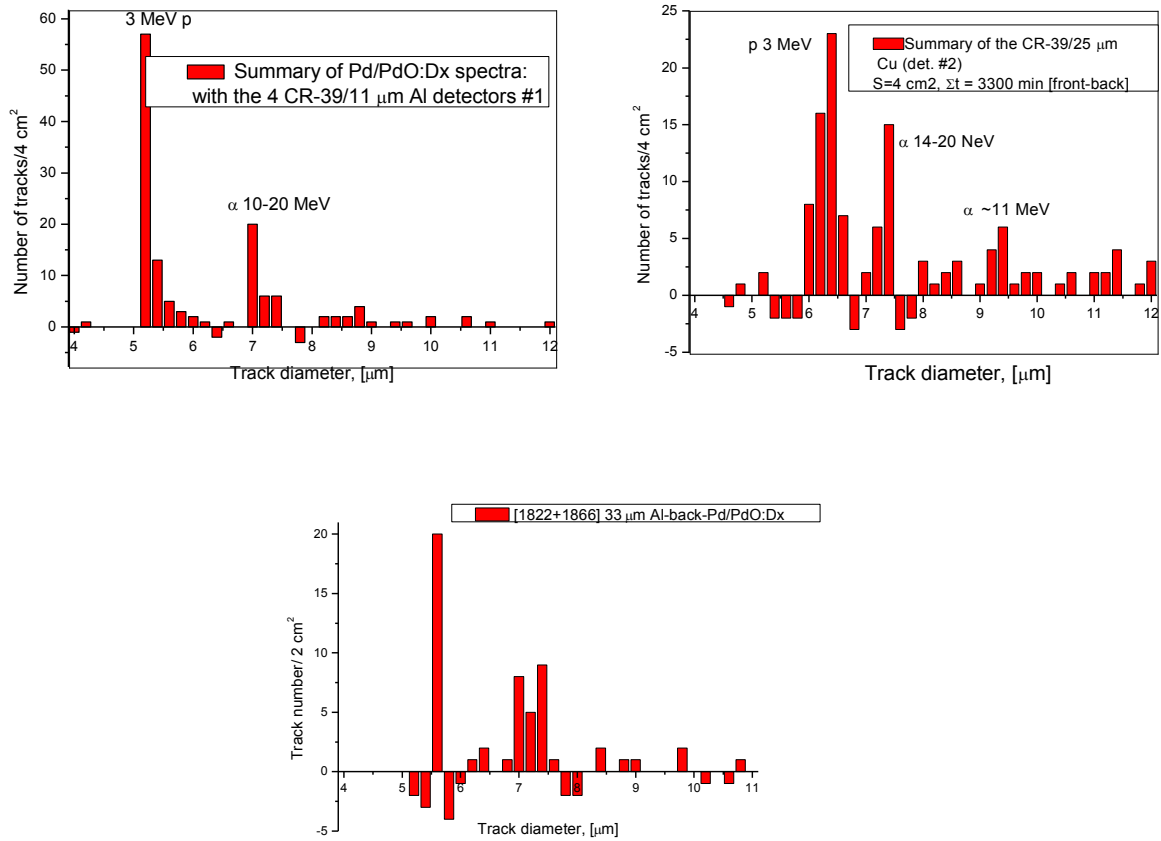 3 MeV p
Summary of Pd/PdO:Dx spectra:
with the 4 CR-39/11 μm Al detectors #1
α 10-20 MeV
Number of tracks/4 cm²
60
50
40
30
20
10
0
4 5 6 7 8 9 10 11 12
Track diameter, [μm]
Summary of the CR-39/25 μm
Cu (det. #2)
S=4 cm2, Σt = 3300 min [front-back]
p 3 MeV
α 14-20 NeV
α ~11 MeV
Number of tracks/4 cm²
25
20
15
10
5
0
-5
4 5 6 7 8 9 10 11 12
Track diameter, [μm]
[1822+1866] 33 μm Al-back-Pd/PdO:Dx
Track number/ 2 cm²
20
15
10
5
0
-5
4 5 6 7 8 9 10 11
Track diameter, [μm]